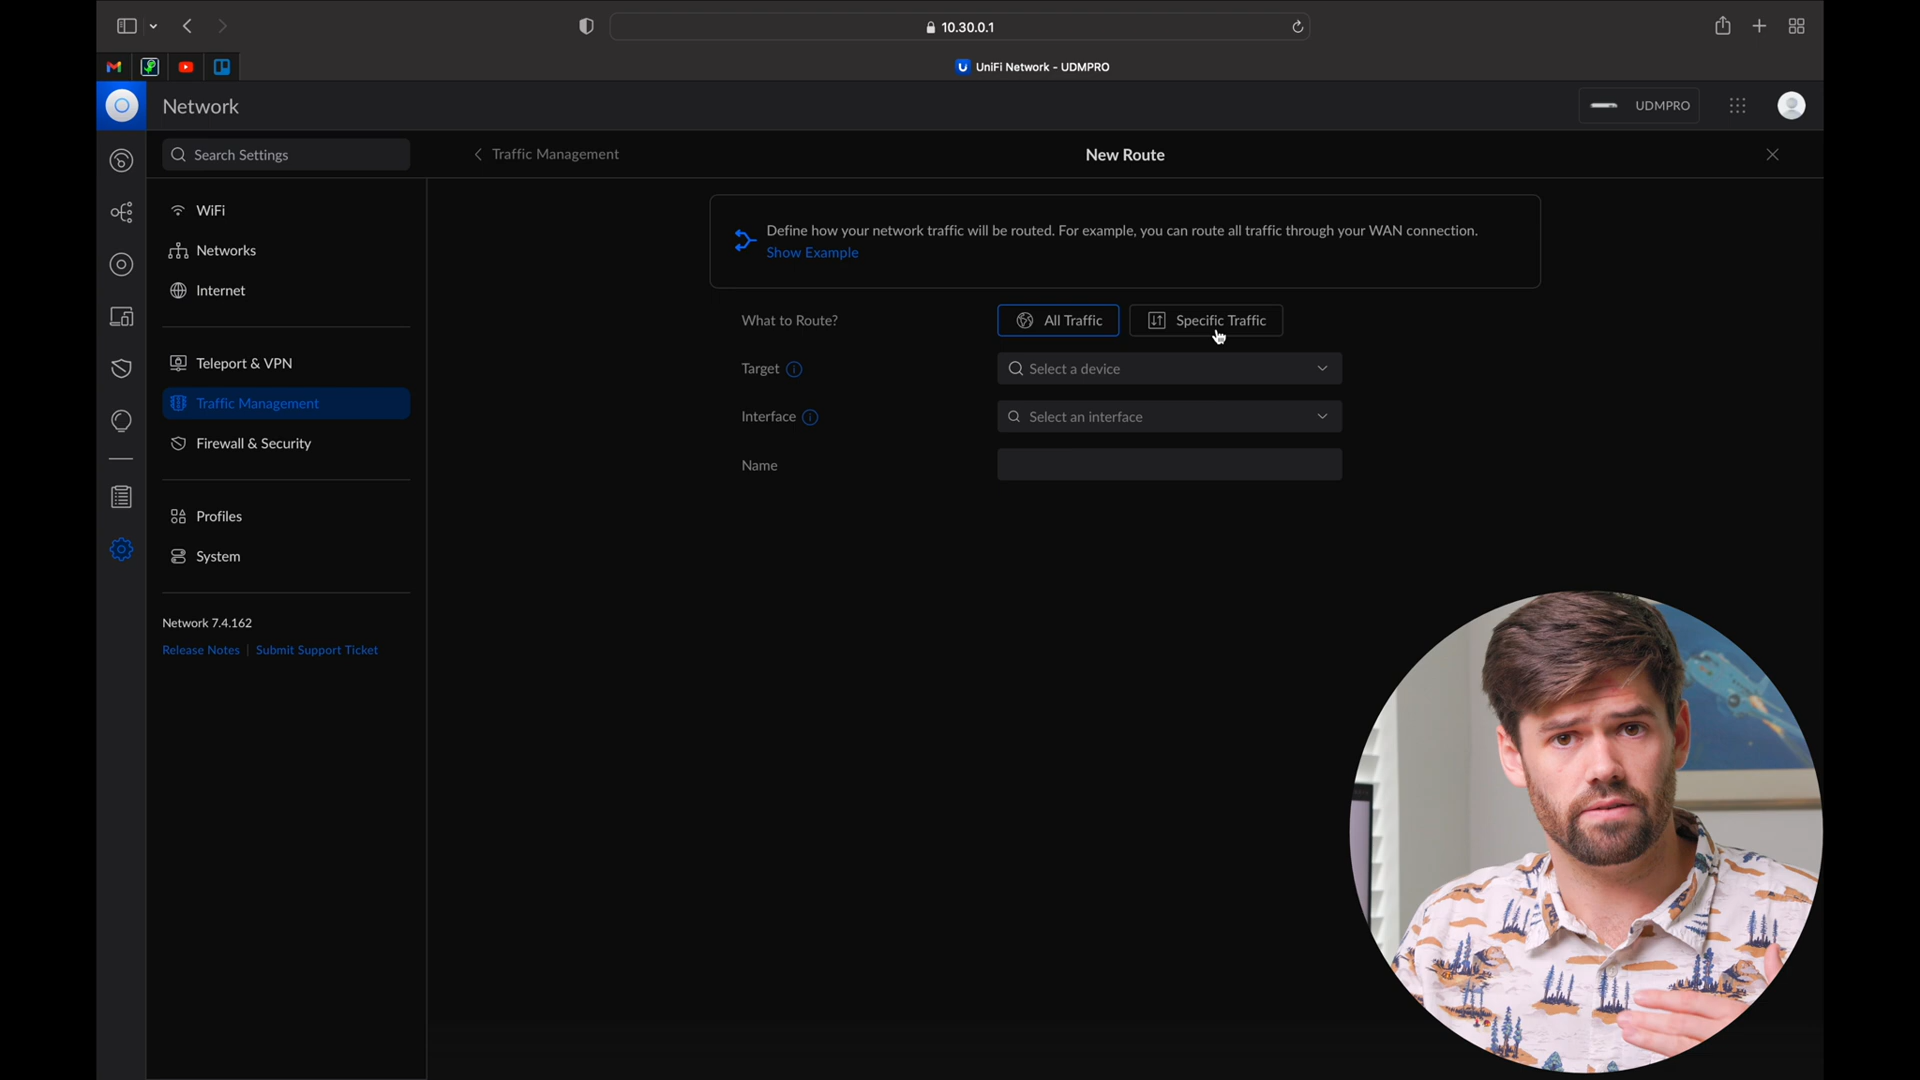 10.30.0.1
UniFi Network - UDMPRO
Network
UDMPRO
Search Settings
Traffic Management
New Route
WiFi
Networks
Internet
Teleport & VPN
Traffic Management
Firewall & Security
Profiles
System
Network 7.4.162
Release Notes | Submit Support Ticket
Define how your network traffic will be routed. For example, you can route all traffic through your WAN connection.
Show Example
What to Route?
All Traffic
Specific Traffic
Target
Select a device
Interface
Select an interface
Name